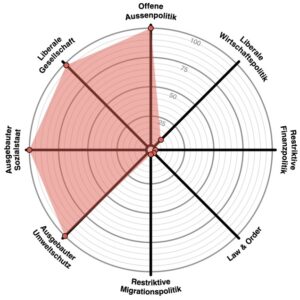 Offene
Aussenpolitik
Liberale
Wirtschaftspolitik
Restriktive
Finanzpolitik
Law & Order
Restriktive
Migrationspolitik
Ausgebauter
Umweltschutz
Ausgebauter
Sozialstaat
Liberale
Gesellschaft
100
75
50
25